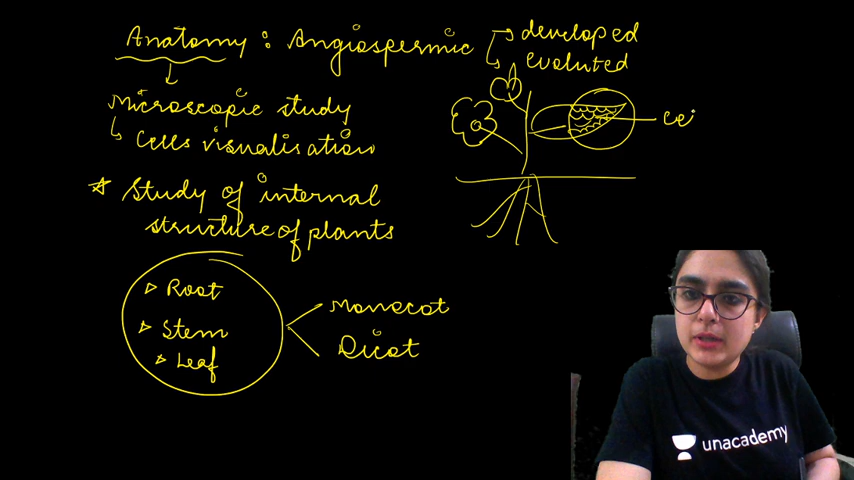 Anatomy : Angiospermic
developed
evoluted
Microscopic study
Cells visualisation
cei
* Study of internal
structure of plants
▹ Root
▹ Stem
▹ Leaf
Monocot
Dicot
unacademy